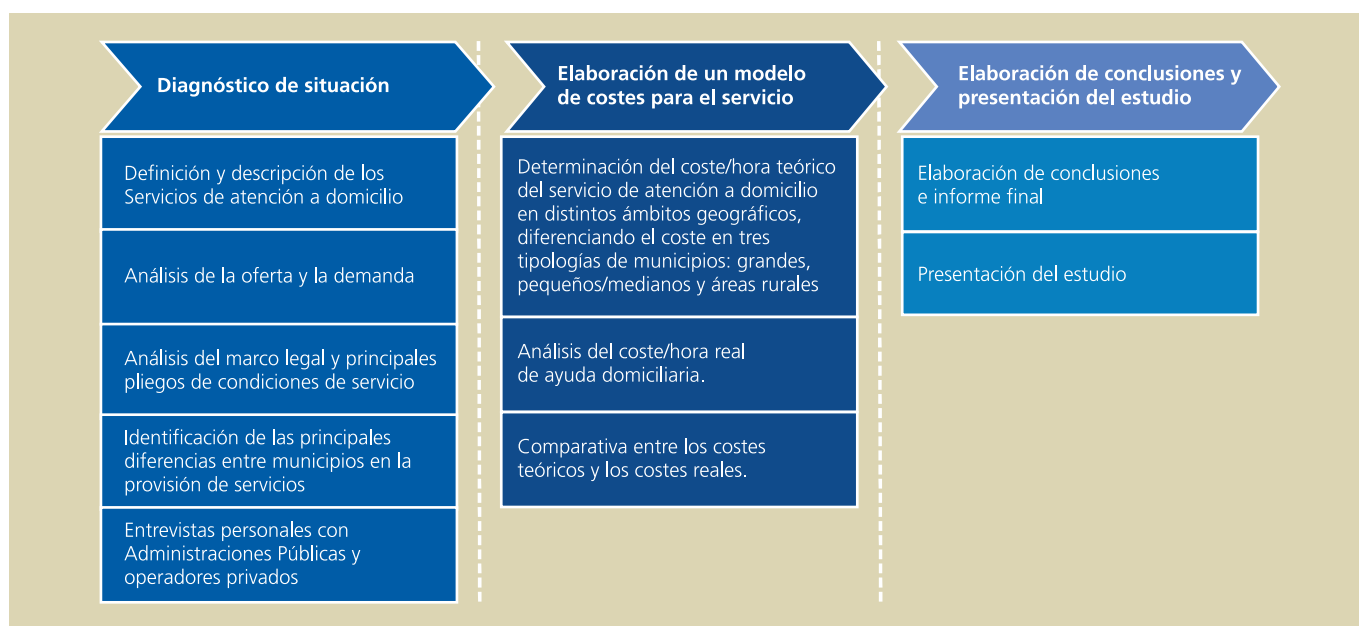 Diagnóstico de situación
Definición y descripción de los
Servicios de atención a domicilio
Análisis de la oferta y la demanda
Análisis del marco legal y principales
pliegos de condiciones de servicio
Identificación de las principales
diferencias entre municipios en la
provisión de servicios
Entrevistas personales con
Administraciones Públicas y
operadores privados
Elaboración de un modelo
de costes para el servicio
Determinación del coste/hora teórico
del servicio de atención a domicilio
en distintos ámbitos geográficos,
diferenciando el coste en tres
tipologías de municipios: grandes,
pequeños/medianos y áreas rurales
Análisis del coste/hora real
de ayuda domiciliaria.
Comparativa entre los costes
teóricos y los costes reales.
Elaboración de conclusiones y
presentación del estudio
Elaboración de conclusiones
e informe final
Presentación del estudio